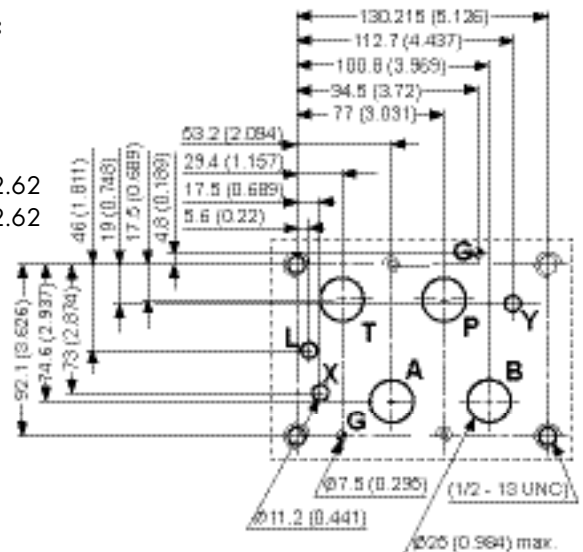 130.215 (5.126)
112.7 (4.437)
100.8 (3.969)
94.5 (3.72)
77 (3.031)
53.2 (2.094)
29.4 (1.157)
17.5 (0.689)
5.6 (0.22)
2.62
2.62
46 (1.811)
19 (0.748)
17.5 (0.689)
4.8 (0.189)
92.1 (3.626)
74.6 (2.937)
73 (2.874)
G
T
P
Y
L
X
A
B
G
Ø7.5 (0.295)
(1/2 - 13 UNC)
Ø11.2 (0.441)
Ø25 (0.984) max.